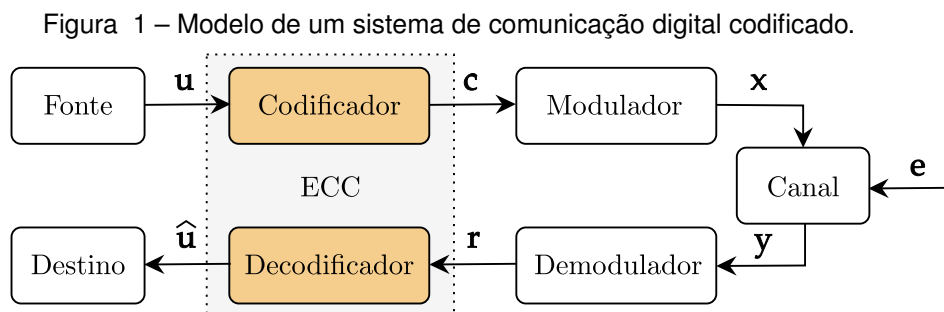 Figura 1 – Modelo de um sistema de comunicação digital codificado.
u c x
Fonte Codificador Modulador
ECC Canal e
û r y
Destino Decodificador Demodulador